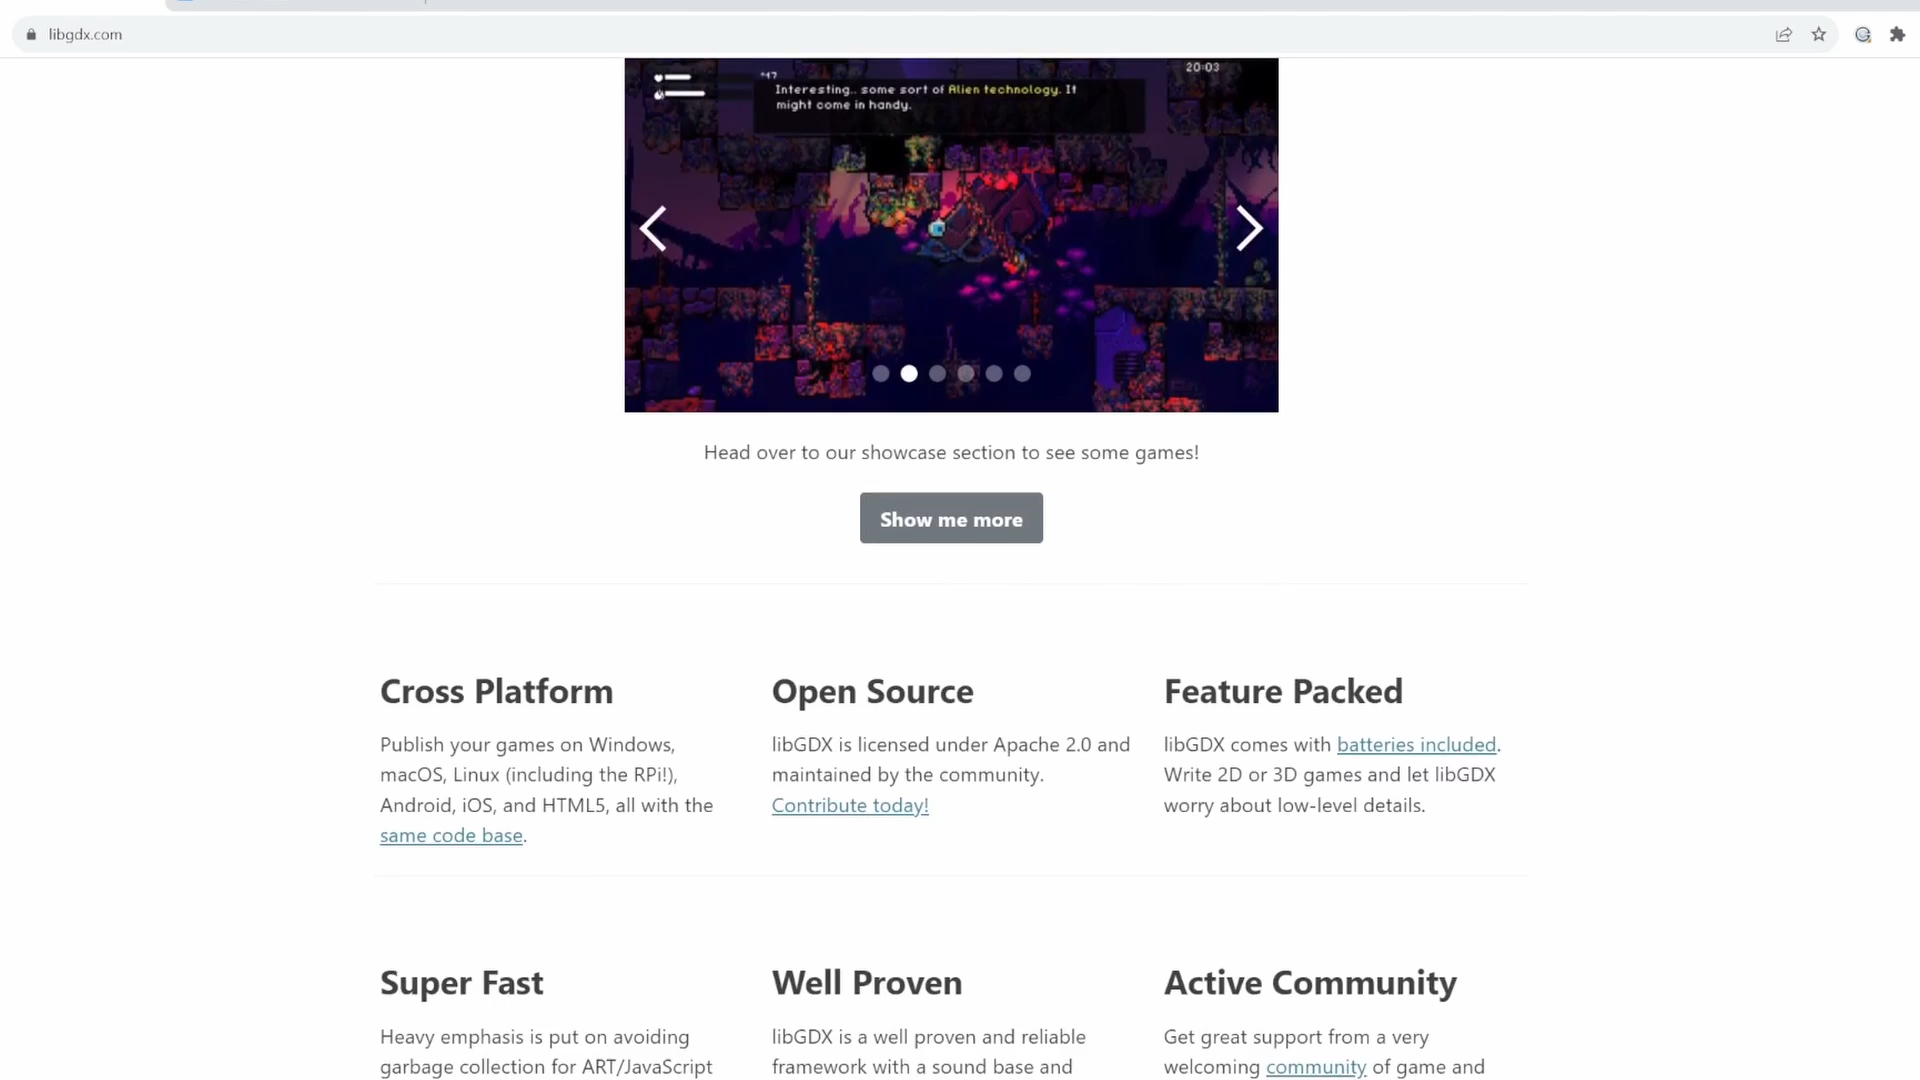 libgdx.com
20:03
+17
Interesting.. some sort of Alien technology. It
might come in handy.
Head over to our showcase section to see some games!
Show me more
Cross Platform
Publish your games on Windows,
macOS, Linux (including the RPi!),
Android, iOS, and HTML5, all with the
same code base.
Open Source
libGDX is licensed under Apache 2.0 and
maintained by the community.
Contribute today!
Feature Packed
libGDX comes with batteries included.
Write 2D or 3D games and let libGDX
worry about low-level details.
Super Fast
Heavy emphasis is put on avoiding
garbage collection for ART/JavaScript
Well Proven
libGDX is a well proven and reliable
framework with a sound base and
Active Community
Get great support from a very
welcoming community of game and